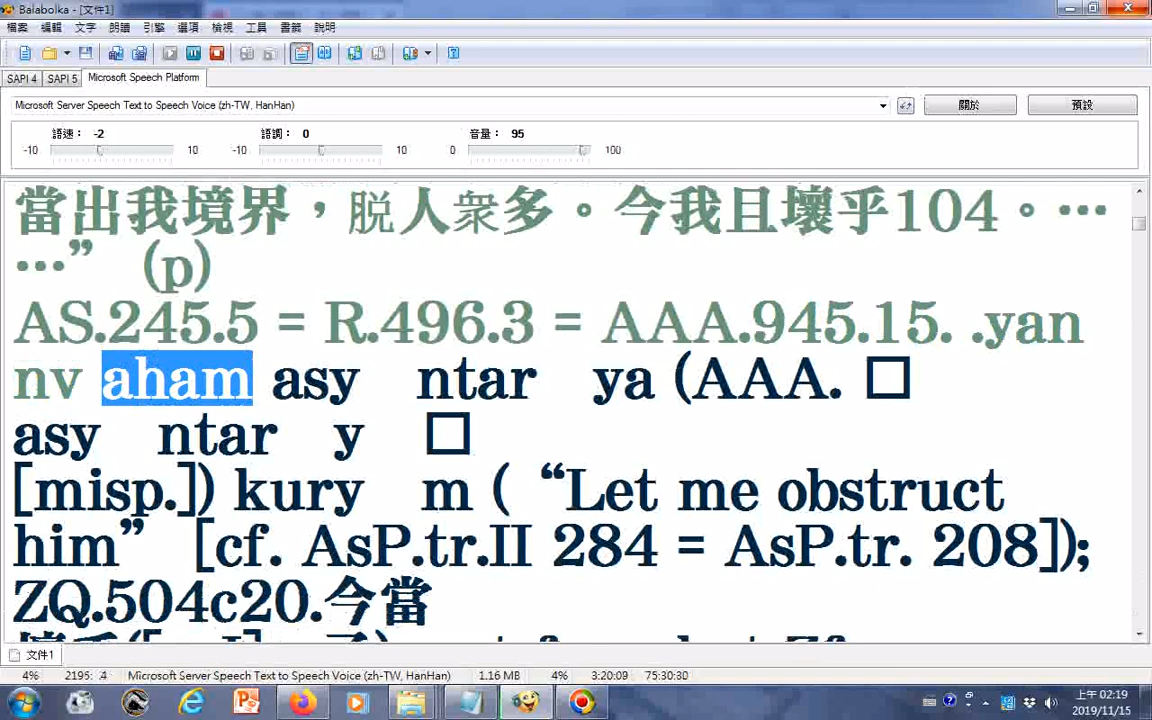 Balabolka - [文件1]
檔案 編輯 文字 朗讀 引擎 選項 檢視 工具 書籤 說明
SAPI 4 SAPI 5 Microsoft Speech Platform
Microsoft Server Speech Text to Speech Voice (zh-TW, HanHan) 關於 預設
語速： -2 語調： 0 音量： 95
-10 10 -10 10 0 100
當出我境界，脱人衆多。今我且壞乎104。…
…” (p)
AS.245.5 = R.496.3 = AAA.945.15. .yan
nv aham asy ntar ya (AAA. □
asy ntar y □
[misp.]) kury m ( “Let me obstruct
him” [cf. AsP.tr.II 284 = AsP.tr. 208]);
ZQ.504c20.今當
文件1
4% 2195: 4 Microsoft Server Speech Text to Speech Voice (zh-TW, HanHan) 1.16 MB 4% 3:20:09 75:30:30
上午 02:19
2019/11/15